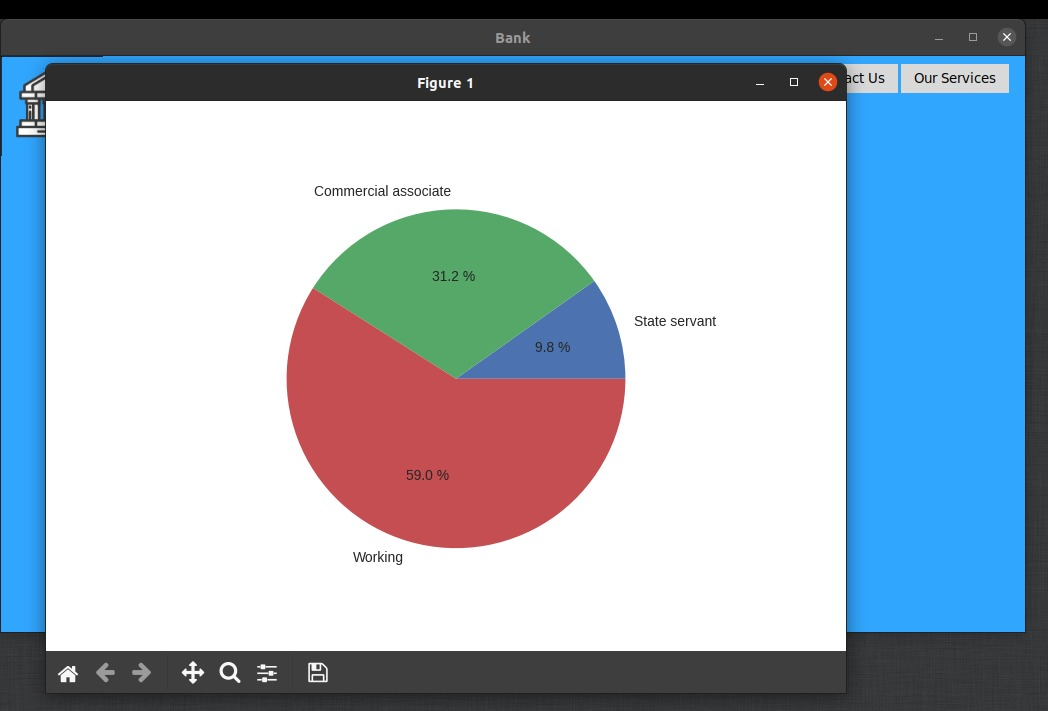 Bank
Figure 1
act Us
Our Services
Commercial associate
31.2 %
State servant
9.8 %
59.0 %
Working